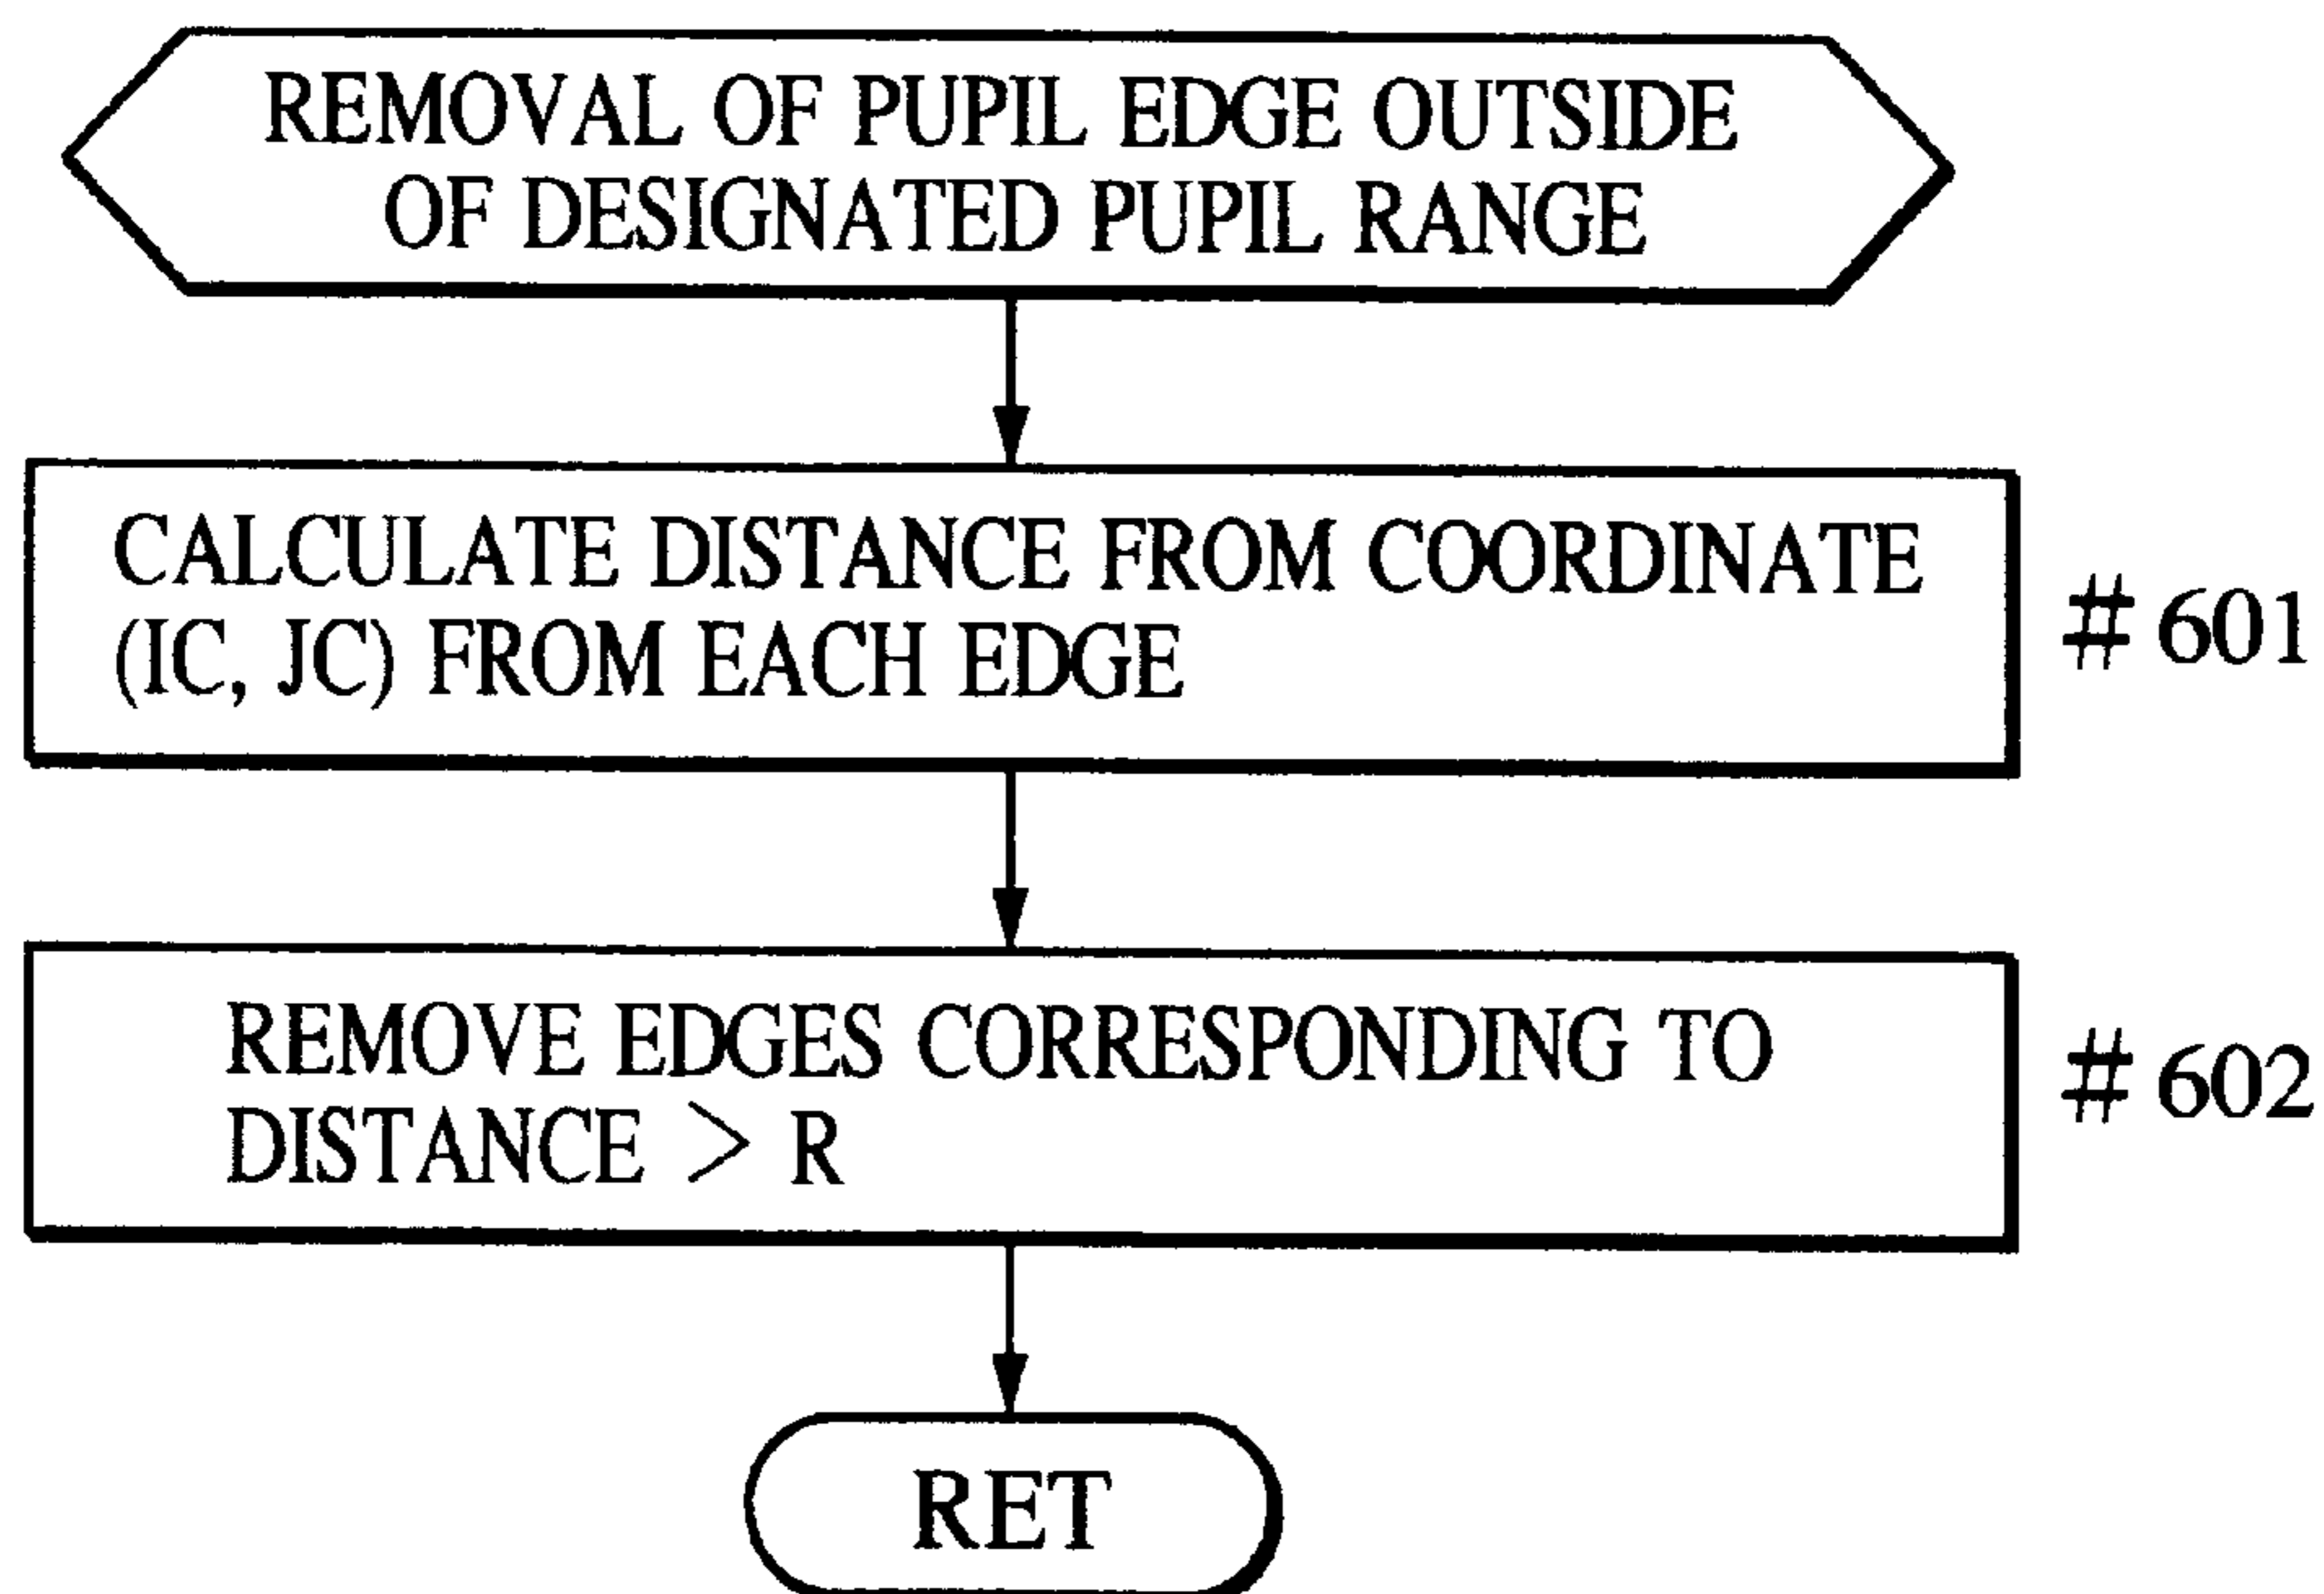 REMOVAL OF PUPIL EDGE OUTSIDE
OF DESIGNATED PUPIL RANGE
CALCULATE DISTANCE FROM COORDINATE
(IC, JC) FROM EACH EDGE
# 601
REMOVE EDGES CORRESPONDING TO
DISTANCE > R
# 602
RET